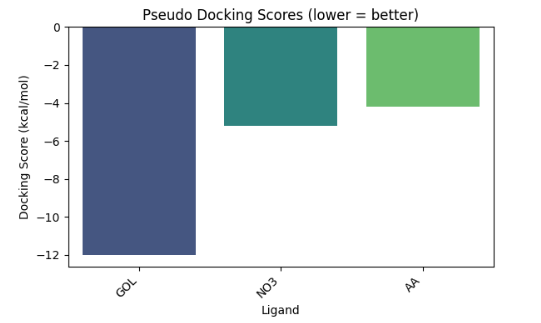 Pseudo Docking Scores (lower = better)
Docking Score (kcal/mol)
0
−2
−4
−6
−8
−10
−12
GOL
NO3
AA
Ligand